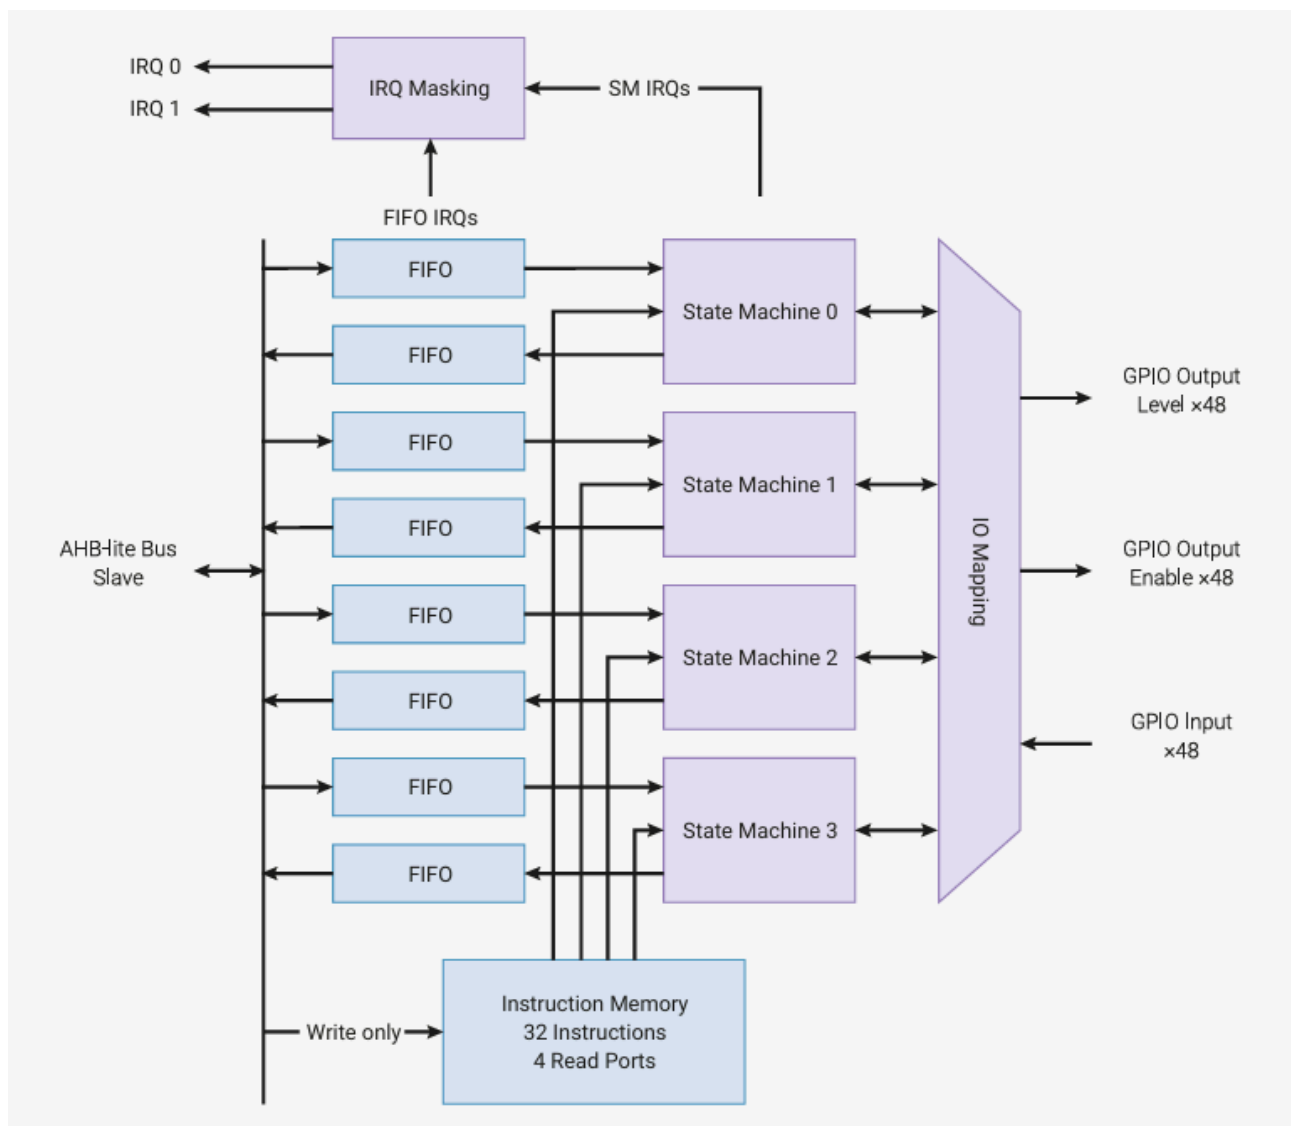 IRQ 0
IRQ 1
IRQ Masking
SM IRQs
FIFO IRQs
FIFO
FIFO
FIFO
FIFO
FIFO
FIFO
FIFO
FIFO
State Machine 0
State Machine 1
State Machine 2
State Machine 3
AHB-lite Bus
Slave
IO Mapping
GPIO Output
Level ×48
GPIO Output
Enable ×48
GPIO Input
×48
Write only
Instruction Memory
32 Instructions
4 Read Ports